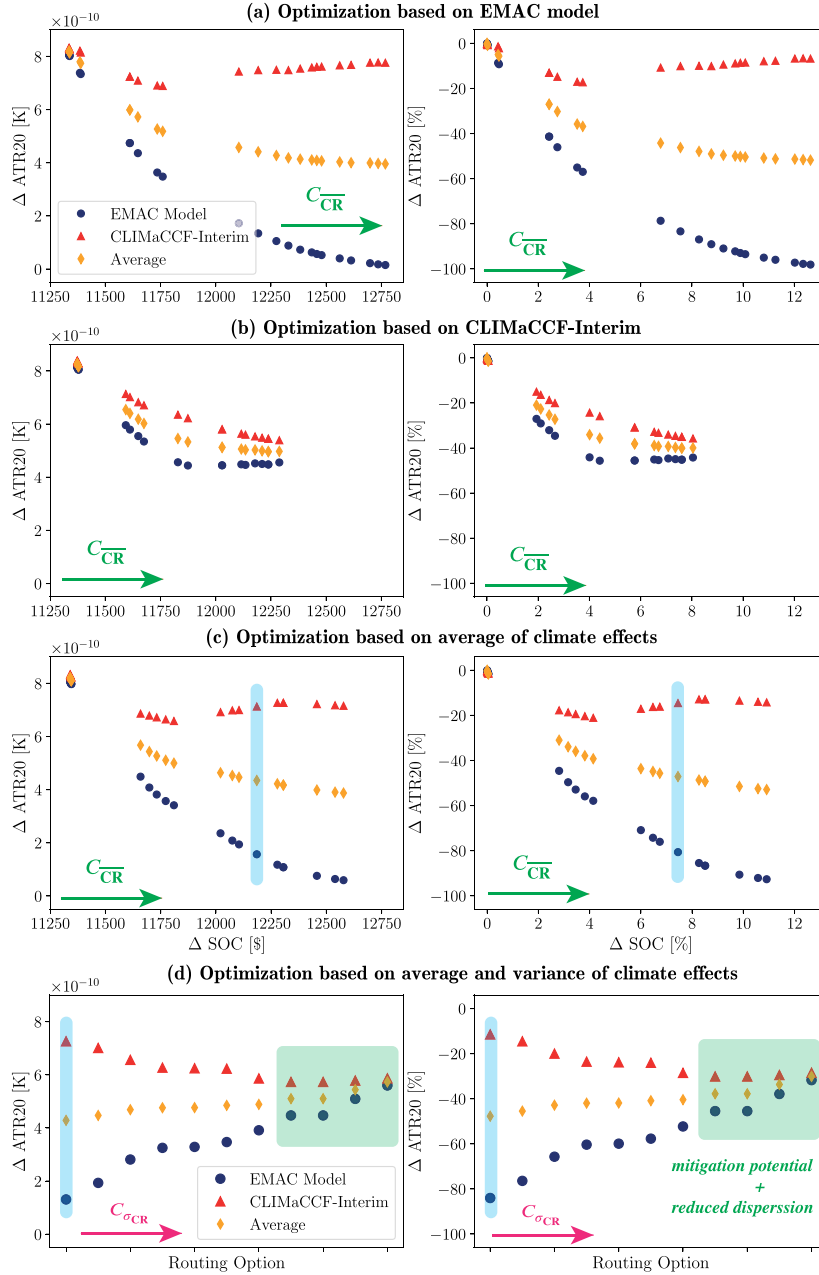 (a) Optimization based on EMAC model
×10−10
Δ ATR20 [K]
8
6
4
2
0
EMAC Model
CLIMaCCF-Interim
Average
C_CR
11250 11500 11750 12000 12250 12500 12750
Δ ATR20 [%]
0
−20
−40
−60
−80
−100
C_CR
0 2 4 6 8 10 12
(b) Optimization based on CLIMaCCF-Interim
×10−10
Δ ATR20 [K]
8
6
4
2
0
C_CR
11250 11500 11750 12000 12250 12500 12750
Δ ATR20 [%]
0
−20
−40
−60
−80
−100
C_CR
0 2 4 6 8 10 12
(c) Optimization based on average of climate effects
×10−10
Δ ATR20 [K]
8
6
4
2
0
C_CR
11250 11500 11750 12000 12250 12500 12750
Δ SOC [$]
Δ ATR20 [%]
0
−20
−40
−60
−80
−100
C_CR
0 2 4 6 8 10 12
Δ SOC [%]
(d) Optimization based on average and variance of climate effects
×10−10
Δ ATR20 [K]
8
6
4
2
0
EMAC Model
CLIMaCCF-Interim
Average
C_σCR
Routing Option
Δ ATR20 [%]
0
−20
−40
−60
−80
−100
mitigation potential
+
reduced disperssion
C_σCR
Routing Option